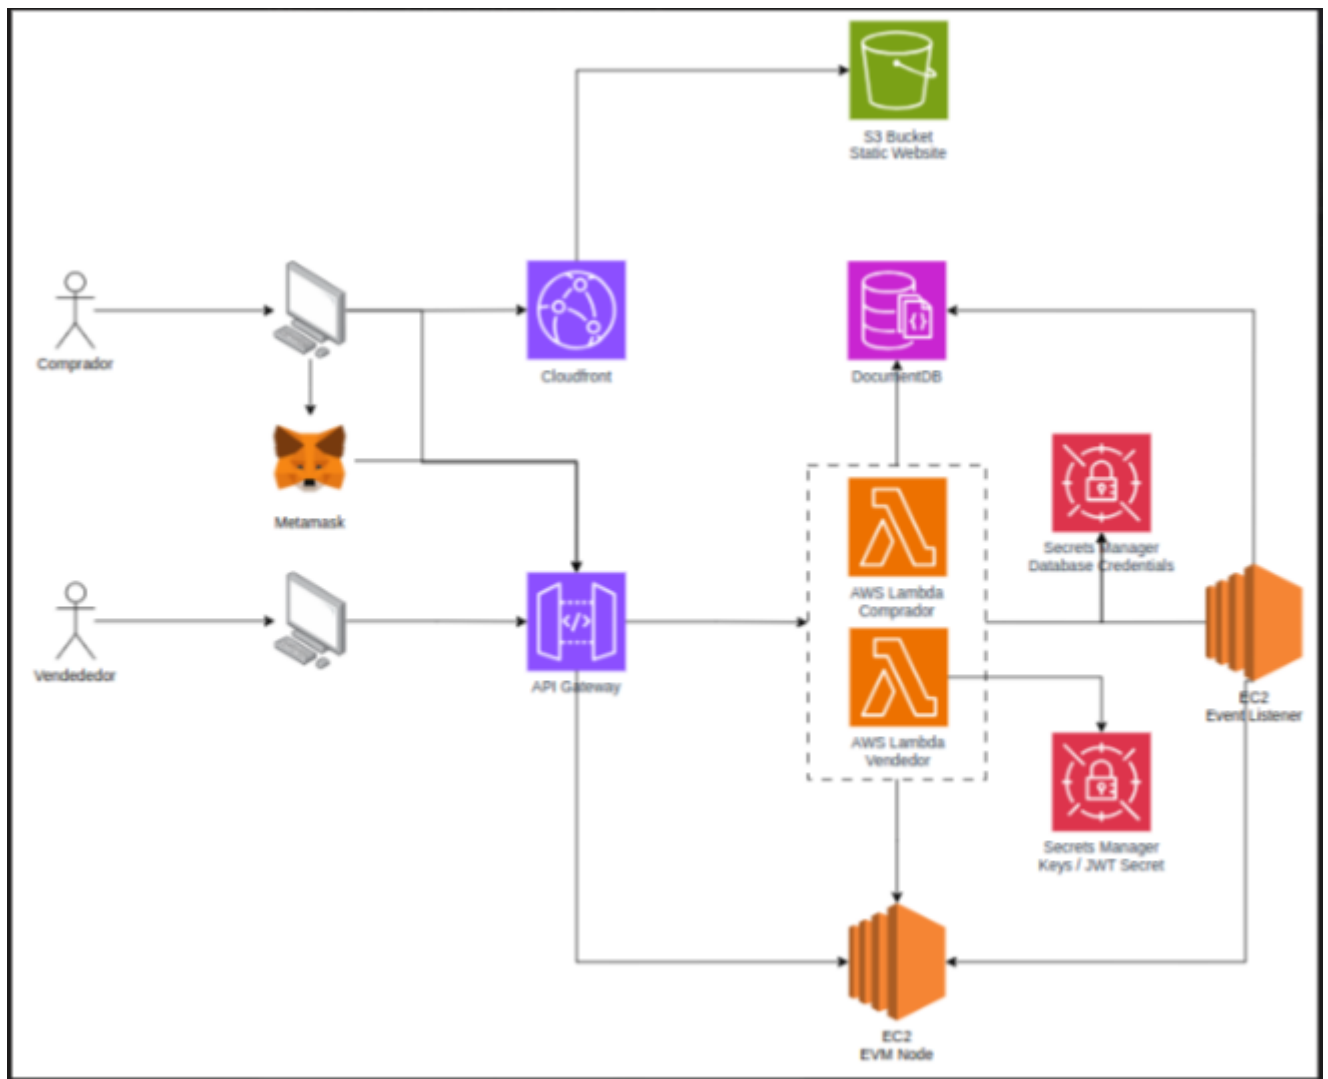 S3 Bucket
Static Website
Comprador
Cloudfront
DocumentDB
Metamask
Secrets Manager
Database Credentials
AWS Lambda
Comprador
Vendededor
API Gateway
EC2
Event Listener
AWS Lambda
Vendedor
Secrets Manager
Keys / JWT Secret
EC2
EVM Node